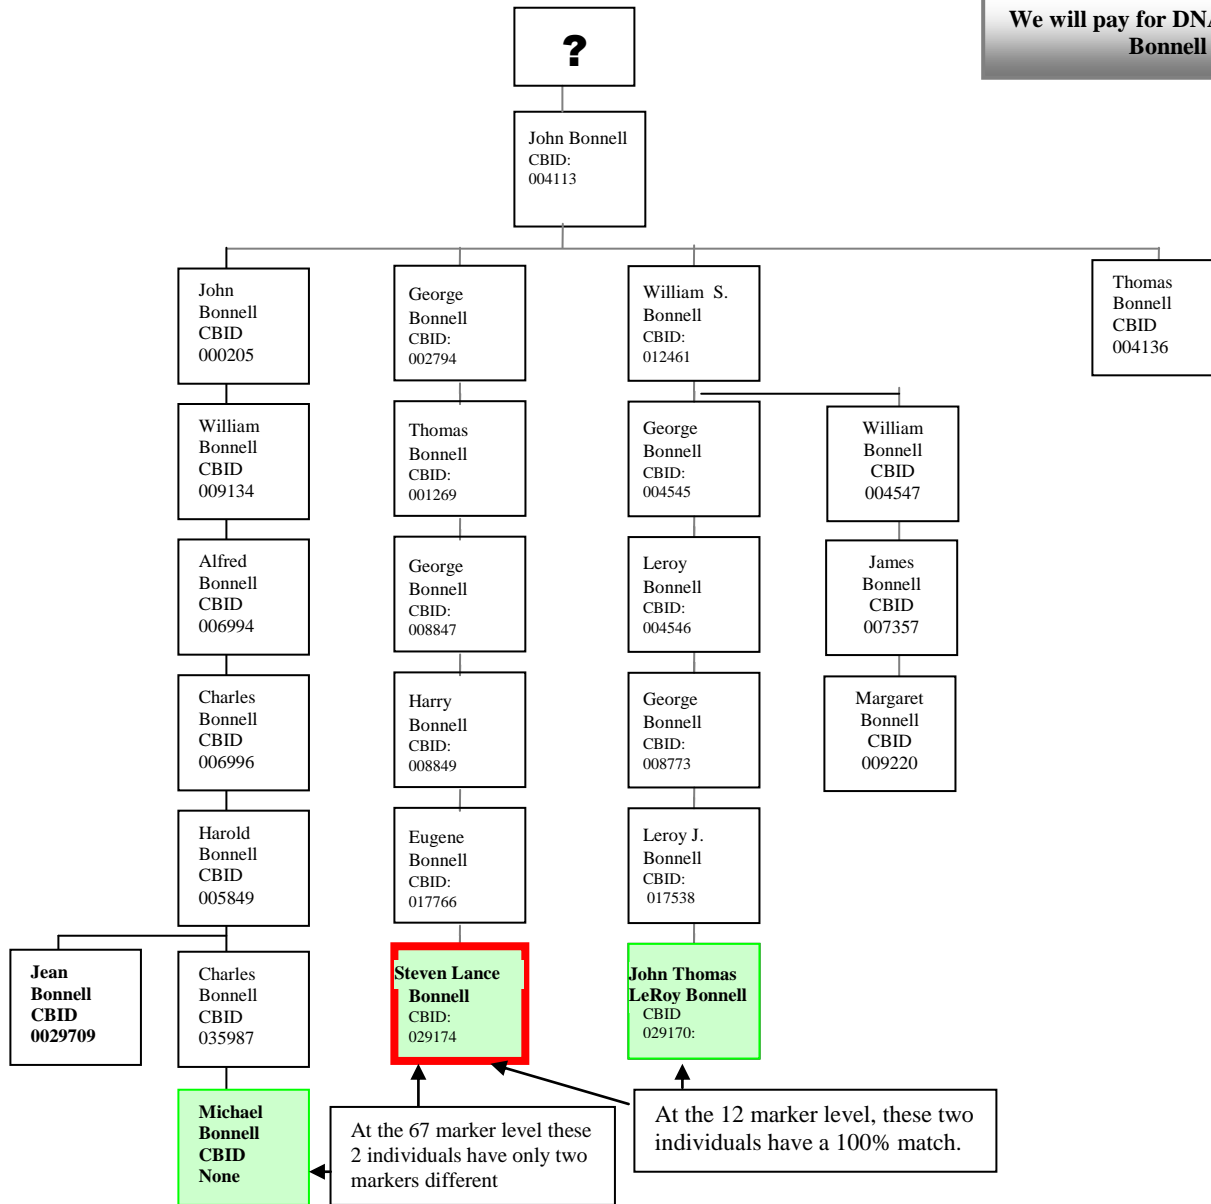 We will pay for DNA
Bonnell
?
John Bonnell
CBID:
004113
John
Bonnell
CBID
000205
George
Bonnell
CBID:
002794
William S.
Bonnell
CBID:
012461
Thomas
Bonnell
CBID
004136
William
Bonnell
CBID
009134
Thomas
Bonnell
CBID:
001269
George
Bonnell
CBID:
004545
William
Bonnell
CBID
004547
Alfred
Bonnell
CBID
006994
George
Bonnell
CBID:
008847
Leroy
Bonnell
CBID:
004546
James
Bonnell
CBID
007357
Charles
Bonnell
CBID
006996
Harry
Bonnell
CBID:
008849
George
Bonnell
CBID:
008773
Margaret
Bonnell
CBID
009220
Harold
Bonnell
CBID
005849
Eugene
Bonnell
CBID:
017766
Leroy J.
Bonnell
CBID:
017538
Jean
Bonnell
CBID
0029709
Charles
Bonnell
CBID
035987
Steven Lance
Bonnell
CBID:
029174
John Thomas
LeRoy Bonnell
CBID
029170:
Michael
Bonnell
CBID
None
At the 67 marker level these
2 individuals have only two
markers different
At the 12 marker level, these two
individuals have a 100% match.